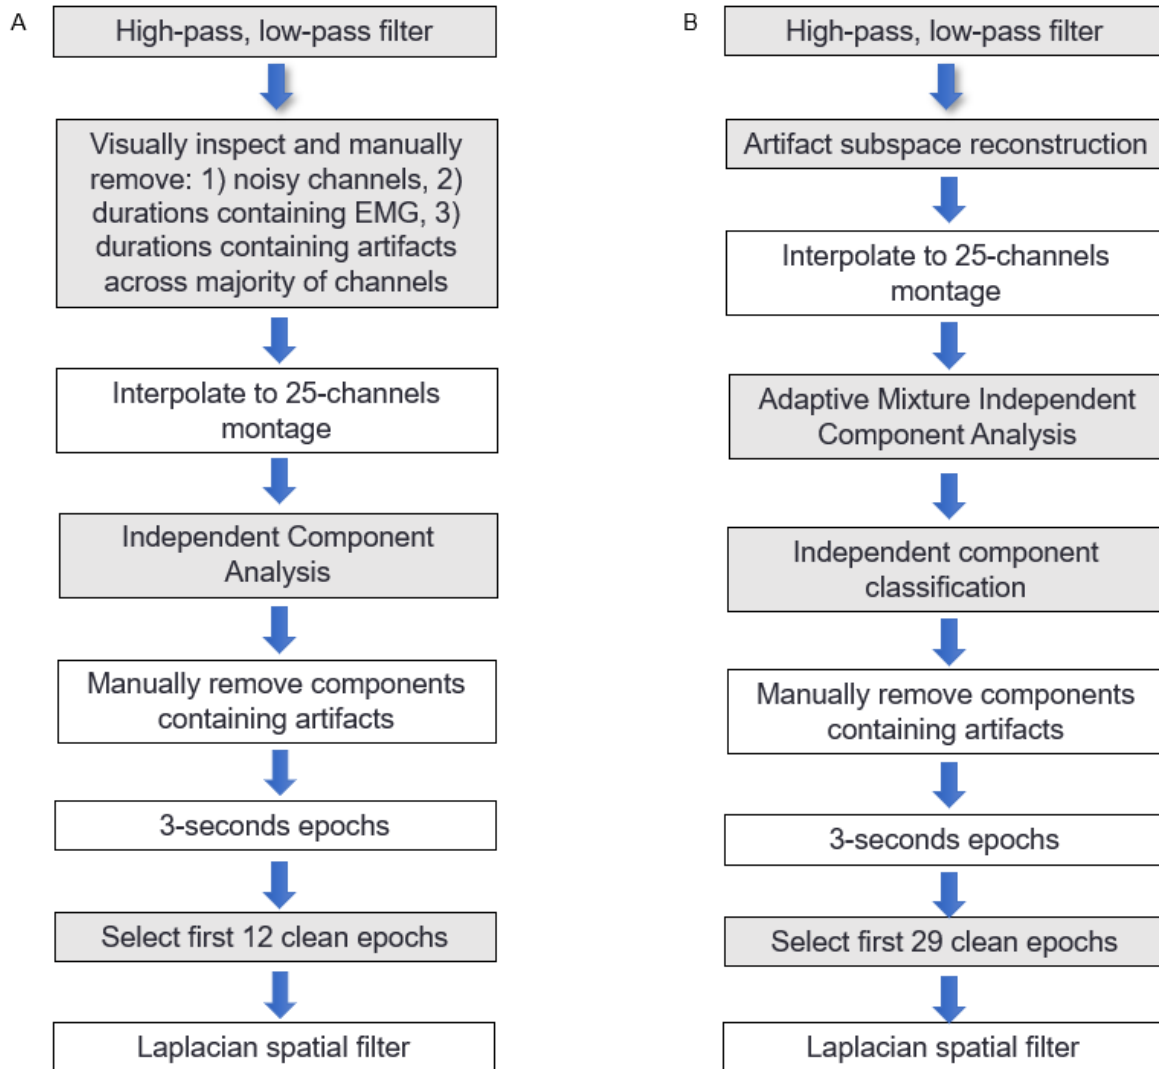 A
High-pass, low-pass filter
Visually inspect and manually
remove: 1) noisy channels, 2)
durations containing EMG, 3)
durations containing artifacts
across majority of channels
Interpolate to 25-channels
montage
Independent Component
Analysis
Manually remove components
containing artifacts
3-seconds epochs
Select first 12 clean epochs
Laplacian spatial filter
B
High-pass, low-pass filter
Artifact subspace reconstruction
Interpolate to 25-channels
montage
Adaptive Mixture Independent
Component Analysis
Independent component
classification
Manually remove components
containing artifacts
3-seconds epochs
Select first 29 clean epochs
Laplacian spatial filter